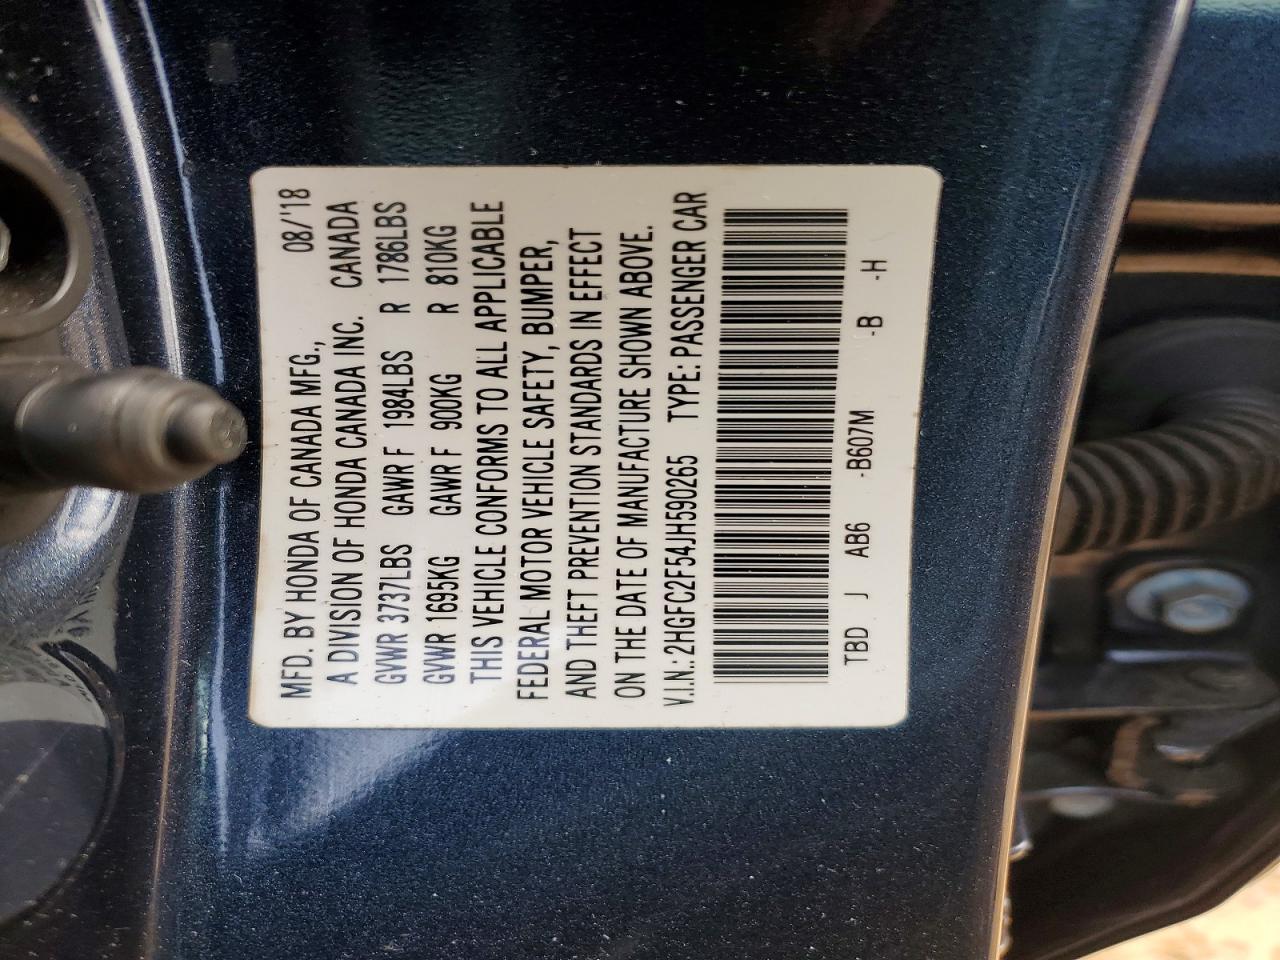 MFD. BY HONDA OF CANADA MFG., 08/'18
A DIVISION OF HONDA CANADA INC. CANADA
GVWR 3737LBS GAWR F 1984LBS R 1786LBS
GVWR 1695KG GAWR F 900KG R 810KG
THIS VEHICLE CONFORMS TO ALL APPLICABLE
FEDERAL MOTOR VEHICLE SAFETY, BUMPER,
AND THEFT PREVENTION STANDARDS IN EFFECT
ON THE DATE OF MANUFACTURE SHOWN ABOVE.
V.I.N.: 2HGFC2F54JH590265 TYPE: PASSENGER CAR
TBD J AB6 -B607M -B -H